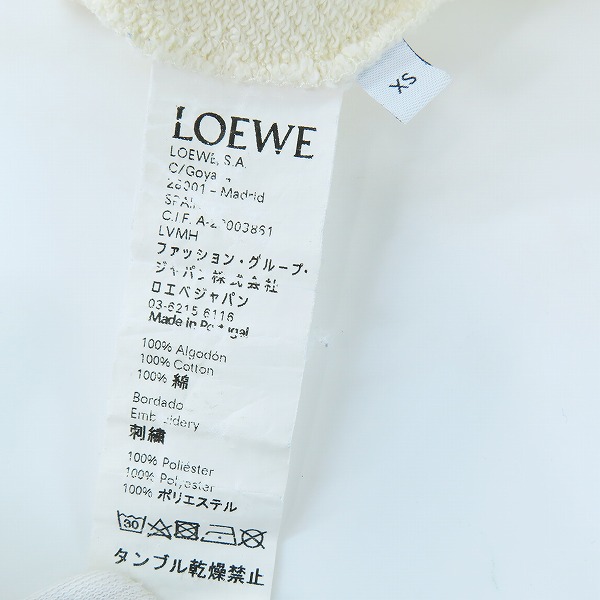 XS
LOEWE
LOEWE, S.A.
C/Goya
28001 - Madrid
SPAIN
C.I.F. A-28003861
LVMH
ファッション・グループ・
ジャパン株式会社
ロエベジャパン
03-6215 6116
Made in Portugal
100% Algodón
100% Cotton
100% 綿
Bordado
Embroidery
刺繍
100% Poliéster
100% Polyester
100% ポリエステル
30
タンブル乾燥禁止